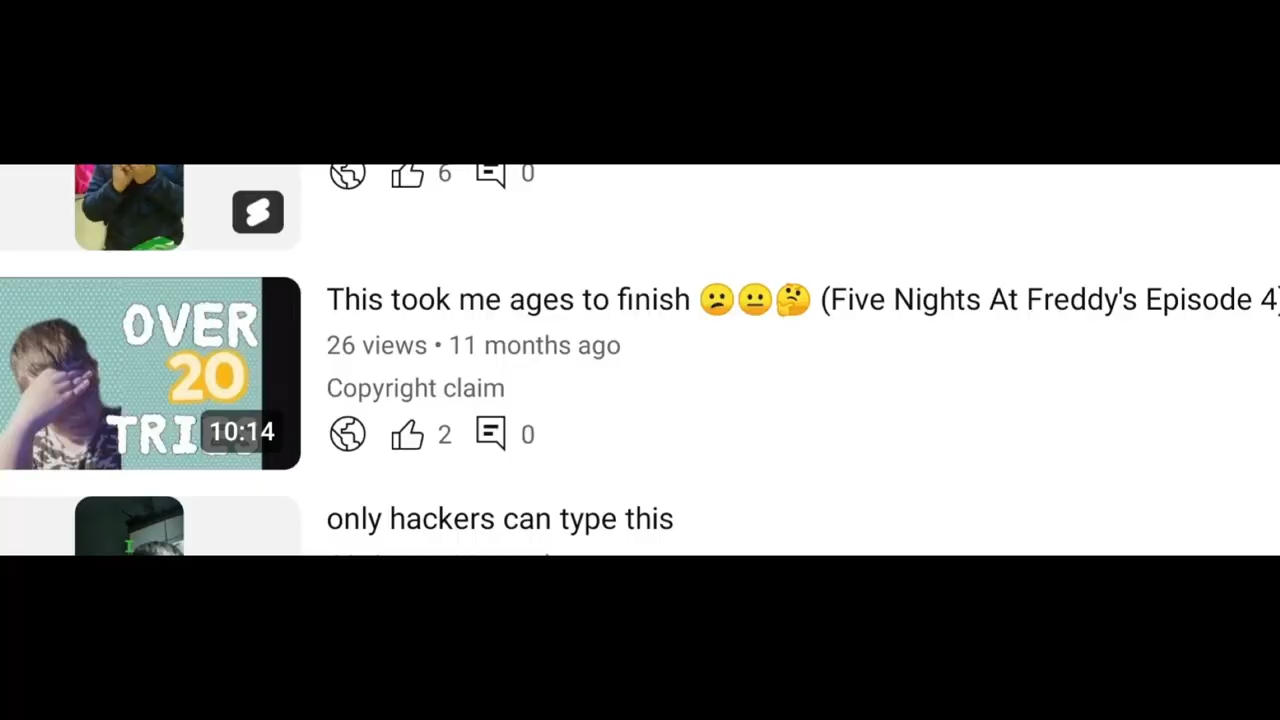 6 0
This took me ages to finish 😕😐🤔 (Five Nights At Freddy's Episode 4)
26 views • 11 months ago
Copyright claim
2 0
OVER
20
10:14
only hackers can type this
I